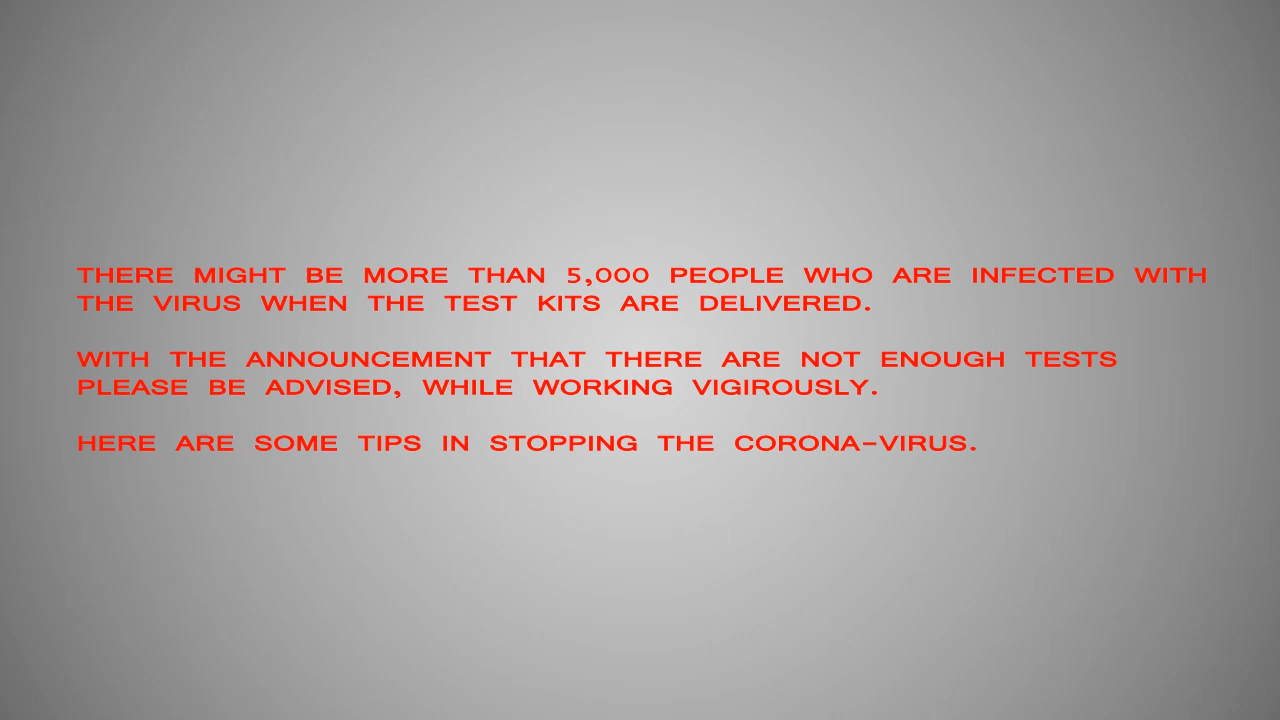 THERE MIGHT BE MORE THAN 5,000 PEOPLE WHO ARE INFECTED WITH
THE VIRUS WHEN THE TEST KITS ARE DELIVERED.
WITH THE ANNOUNCEMENT THAT THERE ARE NOT ENOUGH TESTS
PLEASE BE ADVISED, WHILE WORKING VIGIROUSLY.
HERE ARE SOME TIPS IN STOPPING THE CORONA-VIRUS.